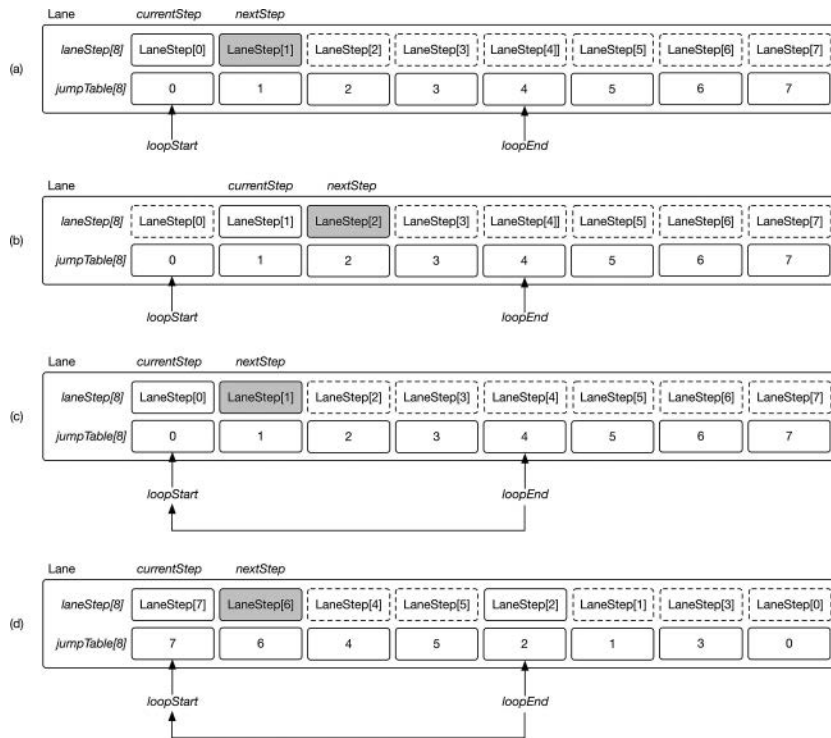 Lane currentStep nextStep
(a)
laneStep[8] LaneStep[0] LaneStep[1] LaneStep[2] LaneStep[3] LaneStep[4]] LaneStep[5] LaneStep[6] LaneStep[7]
jumpTable[8] 0 1 2 3 4 5 6 7
loopStart loopEnd
Lane currentStep nextStep
(b)
laneStep[8] LaneStep[0] LaneStep[1] LaneStep[2] LaneStep[3] LaneStep[4]] LaneStep[5] LaneStep[6] LaneStep[7]
jumpTable[8] 0 1 2 3 4 5 6 7
loopStart loopEnd
Lane currentStep nextStep
(c)
laneStep[8] LaneStep[0] LaneStep[1] LaneStep[2] LaneStep[3] LaneStep[4] LaneStep[5] LaneStep[6] LaneStep[7]
jumpTable[8] 0 1 2 3 4 5 6 7
loopStart loopEnd
Lane currentStep nextStep
(d)
laneStep[8] LaneStep[7] LaneStep[6] LaneStep[4] LaneStep[5] LaneStep[2] LaneStep[1] LaneStep[3] LaneStep[0]
jumpTable[8] 7 6 4 5 2 1 3 0
loopStart loopEnd